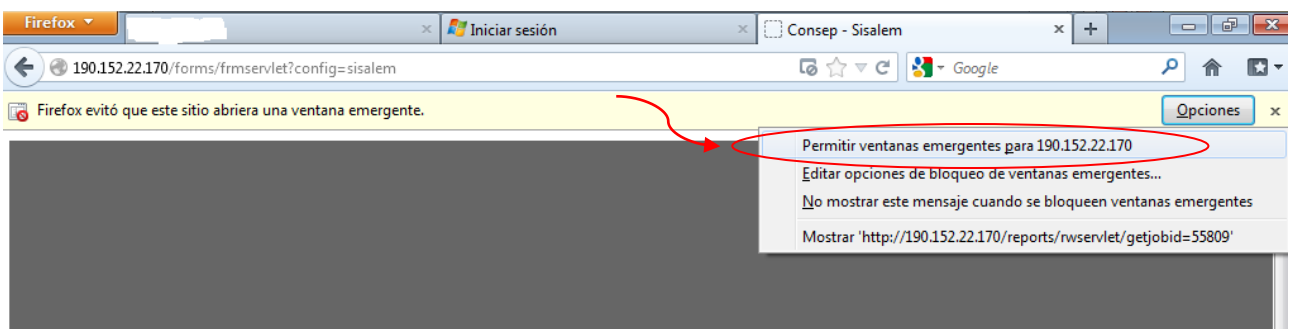 Firefox
Iniciar sesión
Consep - Sisalem
190.152.22.170/forms/frmservlet?config=sisalem
Google
Firefox evitó que este sitio abriera una ventana emergente.
Opciones
Permitir ventanas emergentes para 190.152.22.170
Editar opciones de bloqueo de ventanas emergentes...
No mostrar este mensaje cuando se bloqueen ventanas emergentes
Mostrar 'http://190.152.22.170/reports/rwservlet/getjobid=55809'